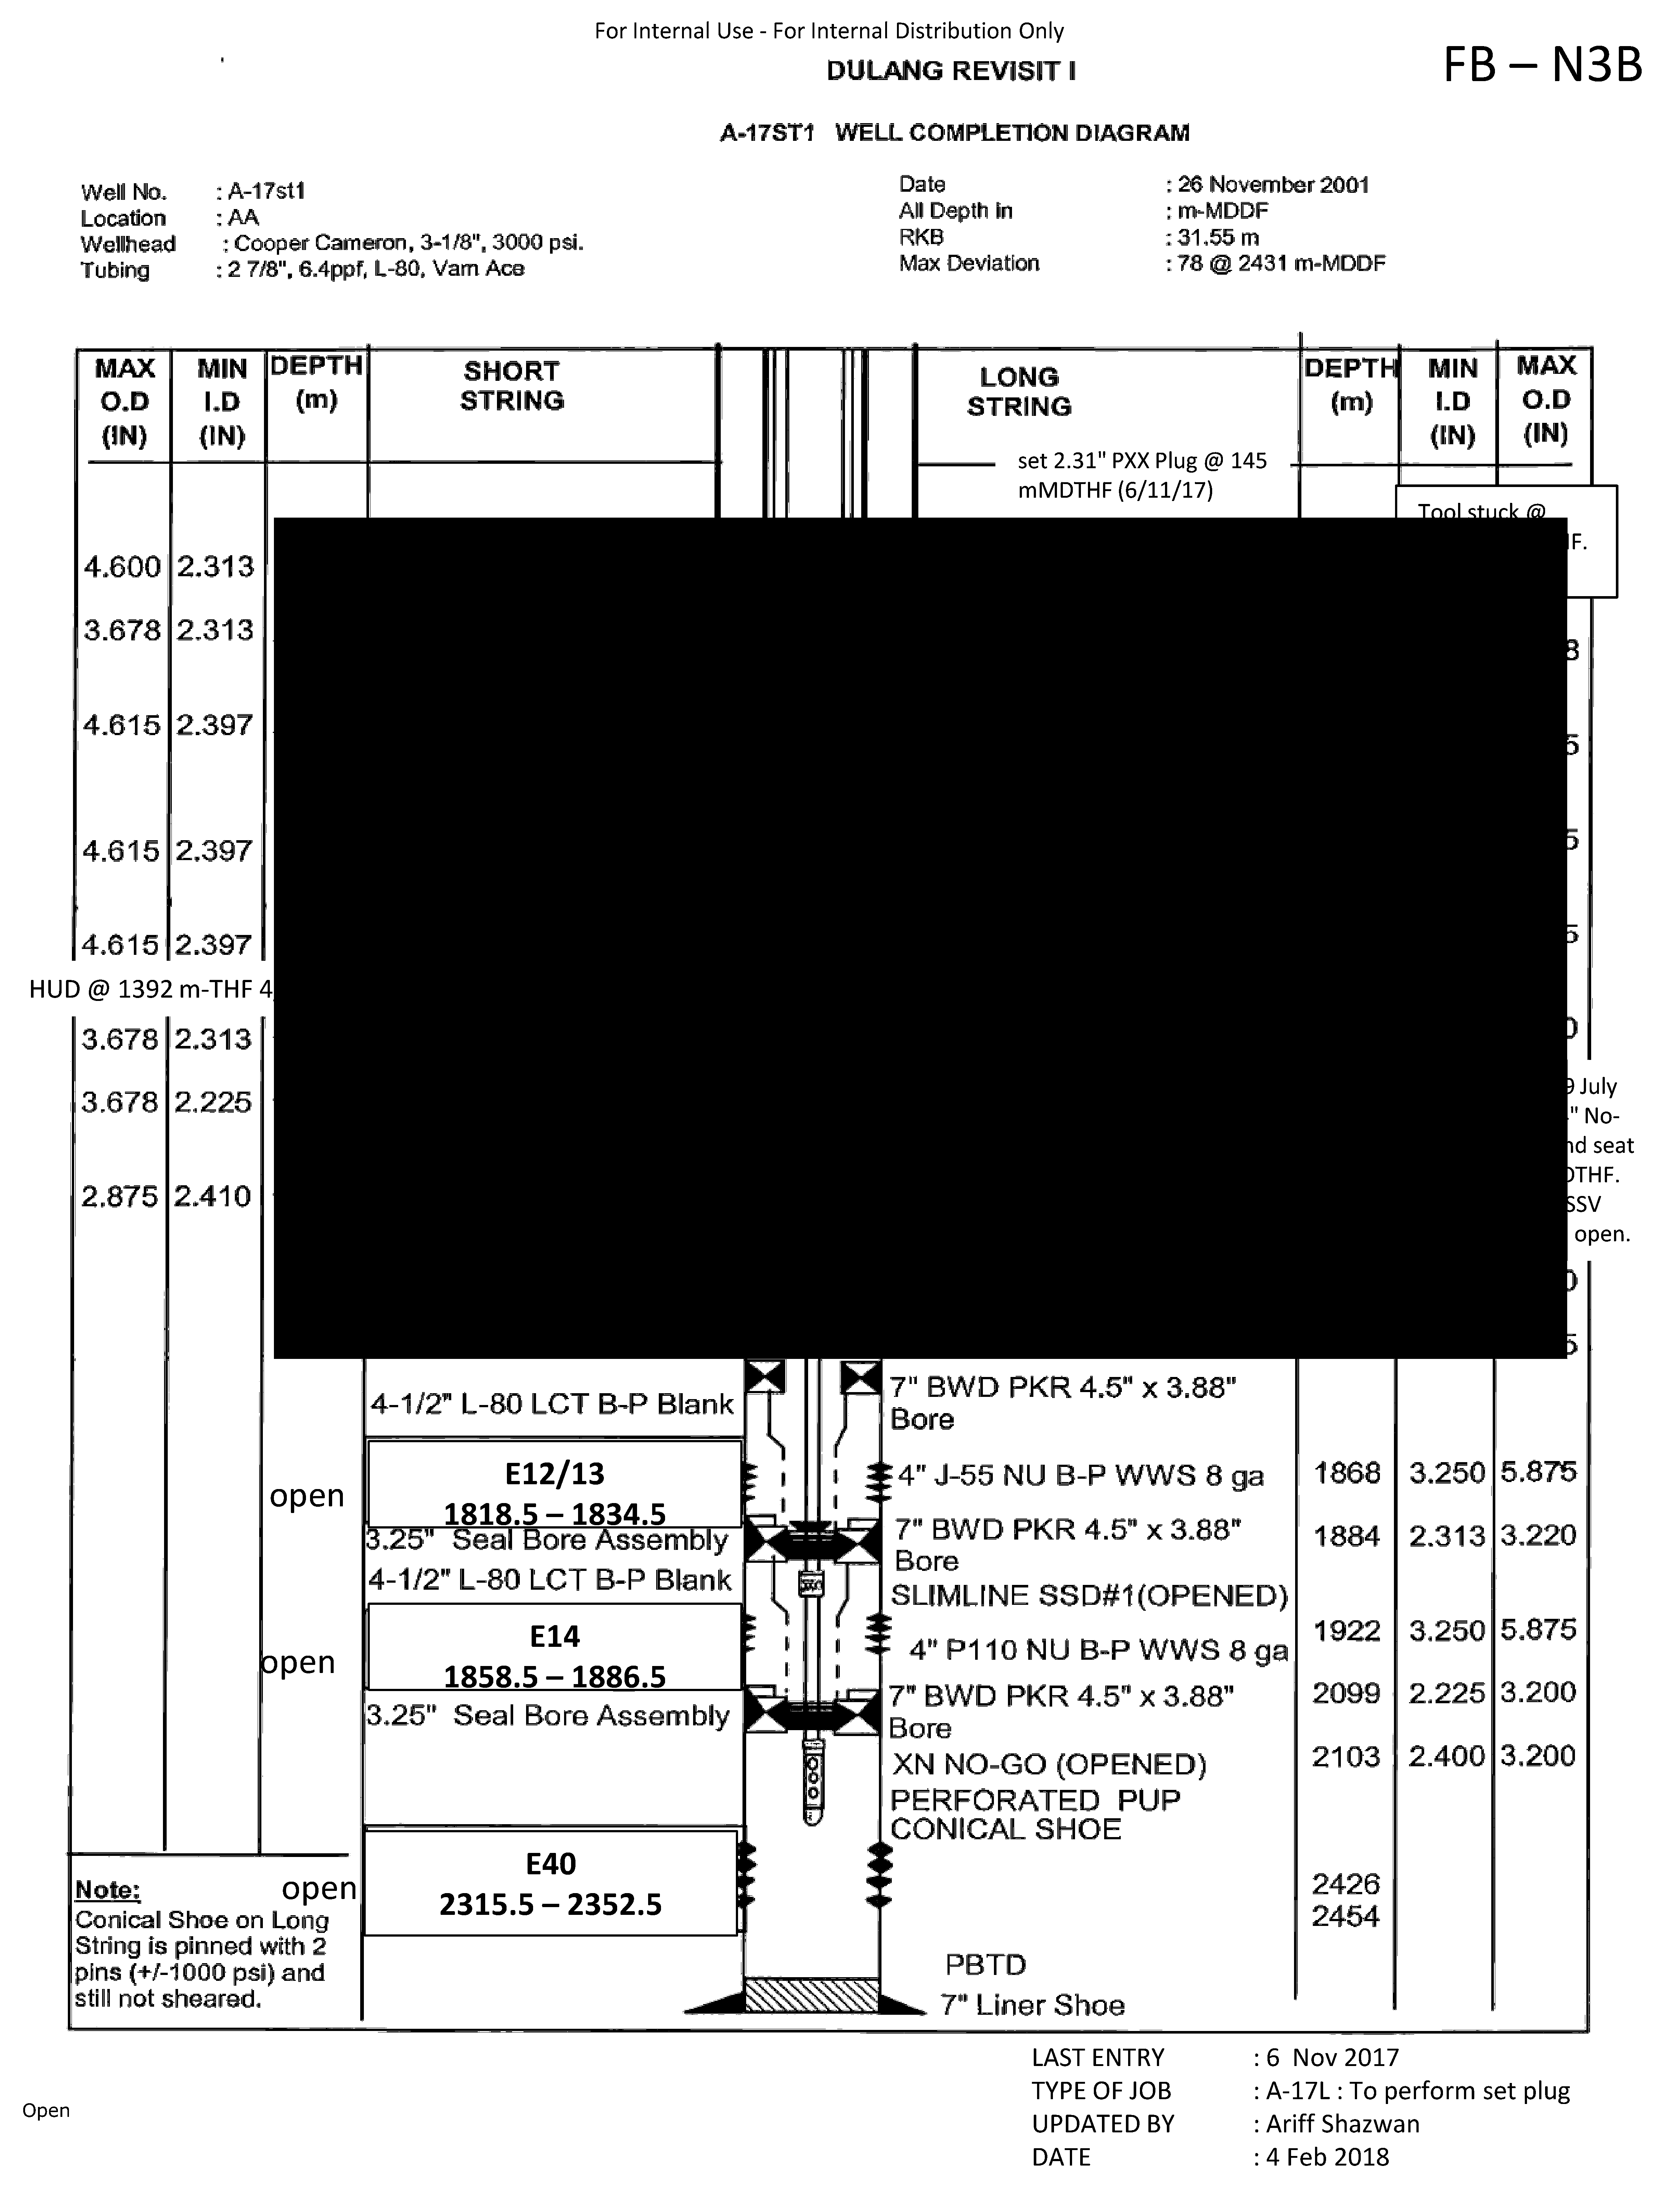 For Internal Use - For Internal Distribution Only
DULANG REVISIT I
FB – N3B
A-17ST1 WELL COMPLETION DIAGRAM
Well No. : A-17st1
Location : AA
Wellhead : Cooper Cameron, 3-1/8", 3000 psi.
Tubing : 2 7/8", 6.4ppf, L-80, Vam Ace
Date : 26 November 2001
All Depth in : m-MDDF
RKB : 31.55 m
Max Deviation : 78 @ 2431 m-MDDF
MAX O.D (IN)
MIN I.D (IN)
DEPTH (m)
SHORT STRING
LONG STRING
DEPTH (m)
MIN I.D (IN)
MAX O.D (IN)
set 2.31" PXX Plug @ 145
mMDTHF (6/11/17)
Tool stuck @
F.
4.600 2.313
3.678 2.313
4.615 2.397
4.615 2.397
4.615 2.397
HUD @ 1392 m-THF 4
3.678 2.313
3.678 2.225
2.875 2.410
9 July
" No-
nd seat
THF.
SSV
open.
4-1/2" L-80 LCT B-P Blank
7" BWD PKR 4.5" x 3.88"
Bore
open
E12/13
1818.5 – 1834.5
4" J-55 NU B-P WWS 8 ga 1868 3.250 5.875
3.25" Seal Bore Assembly
7" BWD PKR 4.5" x 3.88" 1884 2.313 3.220
Bore
4-1/2" L-80 LCT B-P Blank
SLIMLINE SSD#1(OPENED)
open
E14
1858.5 – 1886.5
1922 3.250 5.875
4" P110 NU B-P WWS 8 ga
3.25" Seal Bore Assembly
7" BWD PKR 4.5" x 3.88" 2099 2.225 3.200
Bore
XN NO-GO (OPENED) 2103 2.400 3.200
PERFORATED PUP
CONICAL SHOE
open
E40
2315.5 – 2352.5
2426
2454
Note:
Conical Shoe on Long
String is pinned with 2
pins (+/-1000 psi) and
still not sheared.
PBTD
7" Liner Shoe
LAST ENTRY : 6 Nov 2017
TYPE OF JOB : A-17L : To perform set plug
UPDATED BY : Ariff Shazwan
DATE : 4 Feb 2018
Open